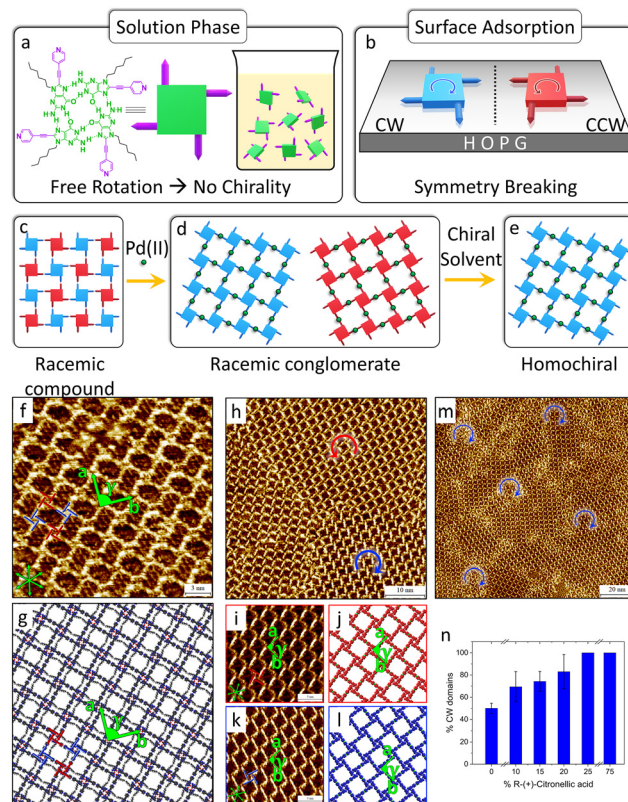 Solution Phase
Surface Adsorption
a
b
Free Rotation → No Chirality
CW
CCW
HOPG
Symmetry Breaking
c
Pd(II)
d
Chiral
Solvent
e
Racemic
compound
Racemic conglomerate
Homochiral
f
a
γ
b
5 nm
h
10 nm
m
20 nm
g
a
γ
b
i
a
γ
b
j
a
γ
b
k
a
γ
b
l
a
γ
b
n
% CW domains
100
80
60
40
20
0
0
10
15
20
25
75
% R-(+)-Citronellic acid